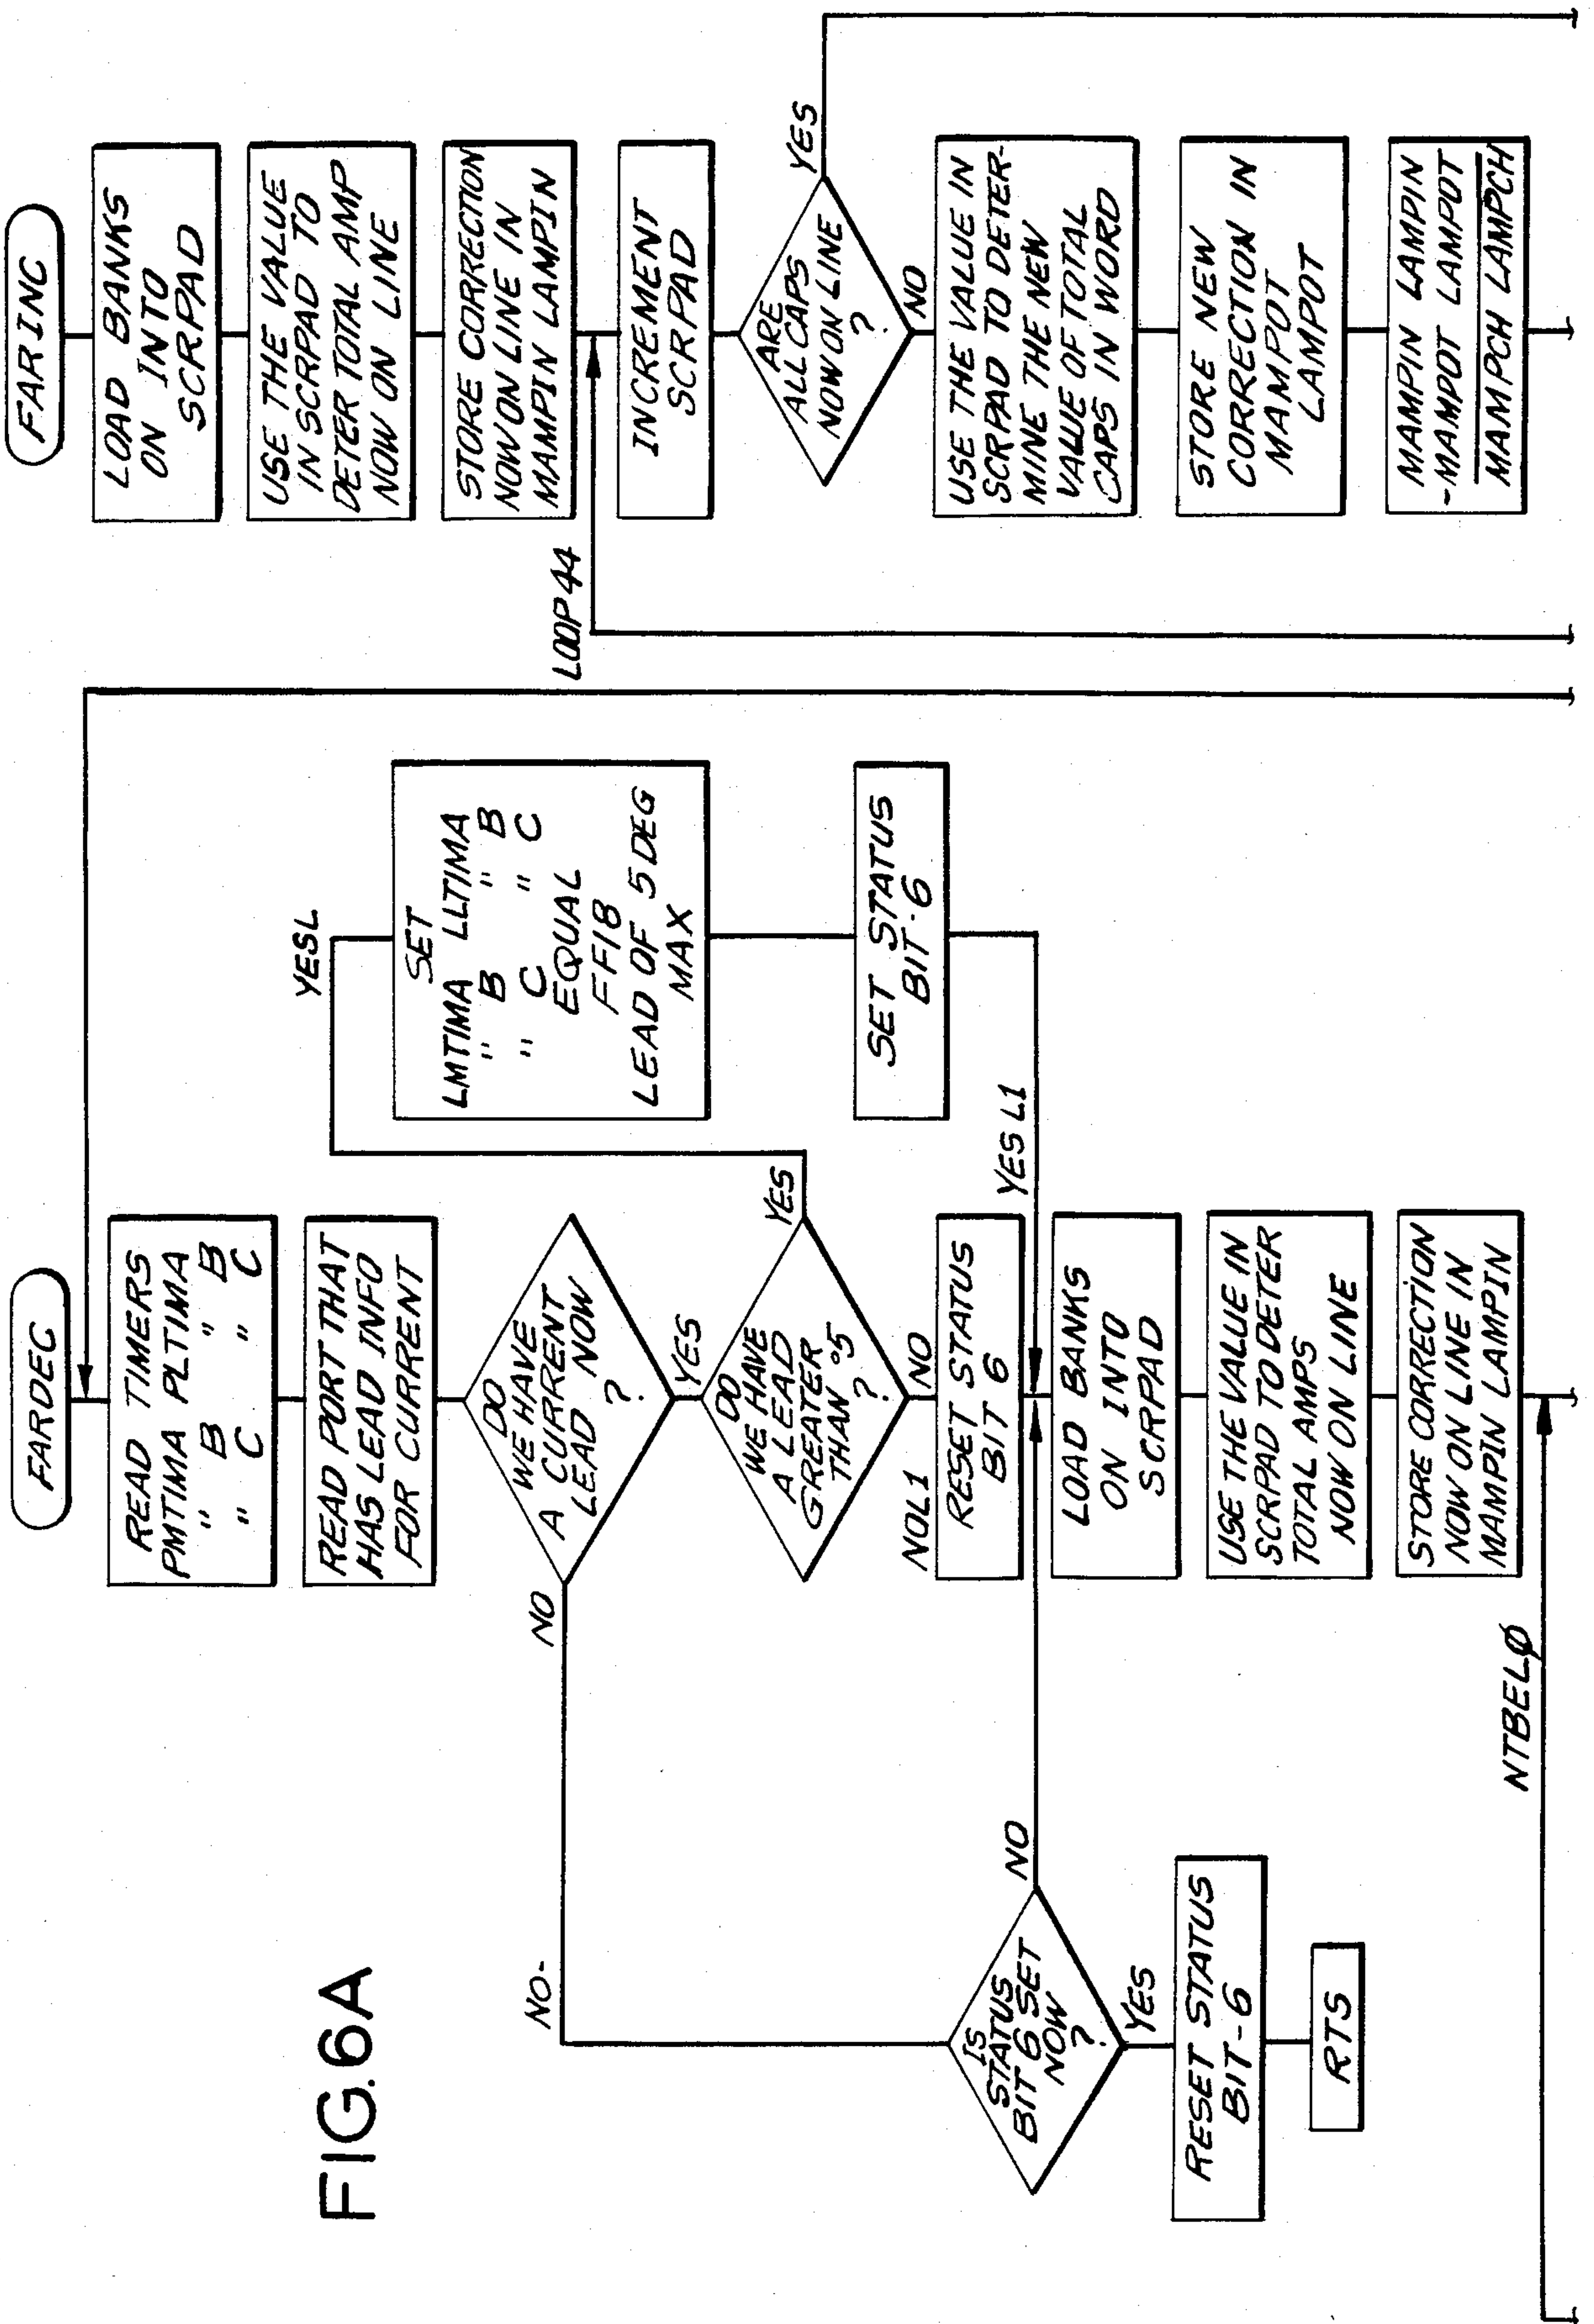 FIG.6A
FARDEC
READ TIMERS
PMTIMA PLTIMA
" B " B
" C " C
READ PORT THAT
HAS LEAD INFO
FOR CURRENT
DO
WE HAVE
A CURRENT
LEAD NOW
?
NO
NO-
YES
DO
WE HAVE
A LEAD
GREATER
THAN °5
?
YES
YESL
SET
LMTIMA LLTIMA
" B " B
" C " C
EQUAL
FF18
LEAD OF 5 DEG
MAX
SET STATUS
BIT-6
YES L1
NO
NOL1
RESET STATUS
BIT 6
IS
STATUS
BIT 6 SET
NOW
?
NO
YES
RESET STATUS
BIT-6
RTS
LOAD BANKS
ON INTO
SCRPAD
USE THE VALUE IN
SCRPAD TO DETER
TOTAL AMPS
NOW ON LINE
STORE CORRECTION
NOW ON LINE IN
MAMPIN LAMPIN
NTBELØ
FARINC
LOAD BANKS
ON INTO
SCRPAD
USE THE VALUE
IN SCRPAD TO
DETER TOTAL AMP
NOW ON LINE
STORE CORRECTION
NOW ON LINE IN
MAMPIN LAMPIN
LOOP44
INCREMENT
SCRPAD
ARE
ALL CAPS
NOW ON LINE
?
YES
NO
USE THE VALUE IN
SCRPAD TO DETER-
MINE THE NEW
VALUE OF TOTAL
CAPS IN WORD
STORE NEW
CORRECTION IN
MAMPOT
LAMPOT
MAMPIN LAMPIN
-MAMPOT LAMPOT
MAMPCH LAMPCH